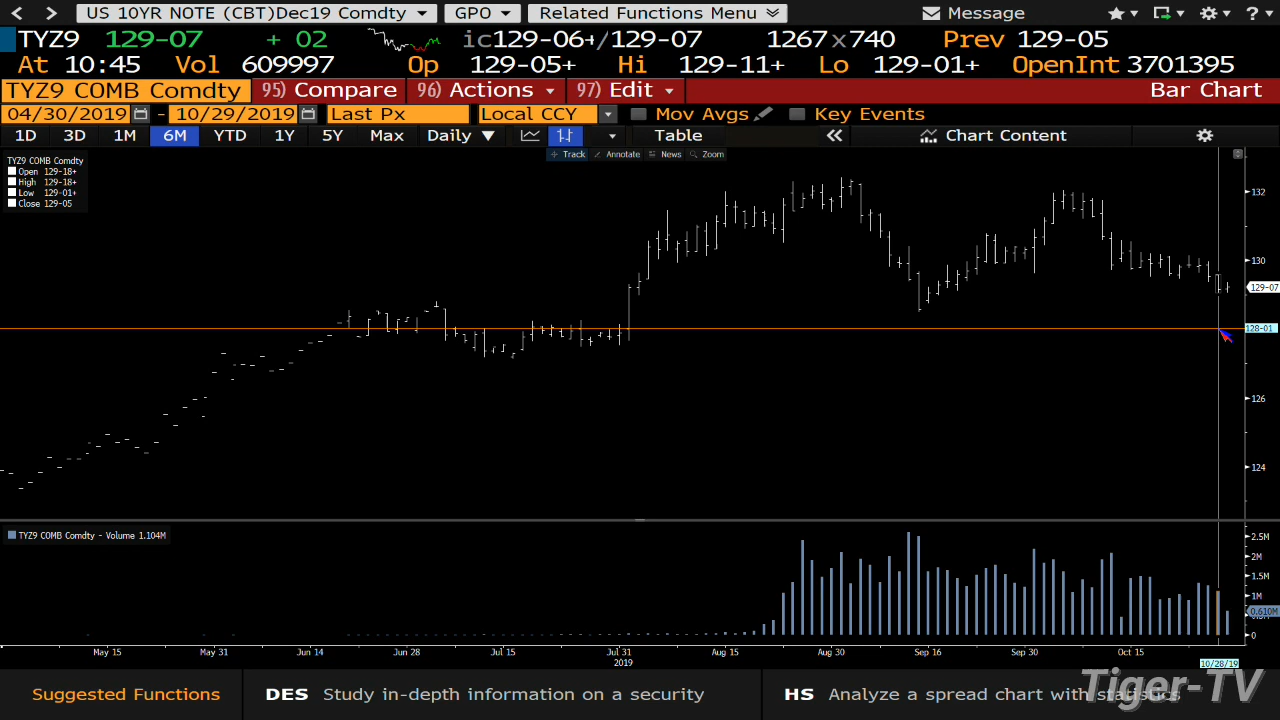 US 10YR NOTE (CBT)Dec19 Comdty GPO Related Functions Menu Message ?
TYZ9 129-07 + 02 ic129-06+/129-07 1267x740 Prev 129-05
At 10:45 Vol 609997 Op 129-05+ Hi 129-11+ Lo 129-01+ OpenInt 3701395
TYZ9 COMB Comdty 95) Compare 96) Actions 97) Edit Bar Chart
04/30/2019 - 10/29/2019 Last Px Local CCY Mov Avgs Key Events
1D 3D 1M 6M YTD 1Y 5Y Max Daily Table Chart Content
Track Annotate News Zoom
TYZ9 COMB Comdty
Open 129-18+
High 129-18+
Low 129-01+
Close 129-05
132
130
129-07
128-01
126
124
TYZ9 COMB Comdty - Volume 1.104M
2.5M
2M
1.5M
1M
0.610M
0
May 15 May 31 Jun 14 Jun 28 Jul 15 Jul 31 Aug 15 Aug 30 Sep 16 Sep 30 Oct 15
2019
10/28/19
Suggested Functions DES Study in-depth information on a security HS Analyze a spread chart with statistics
Tiger-TV